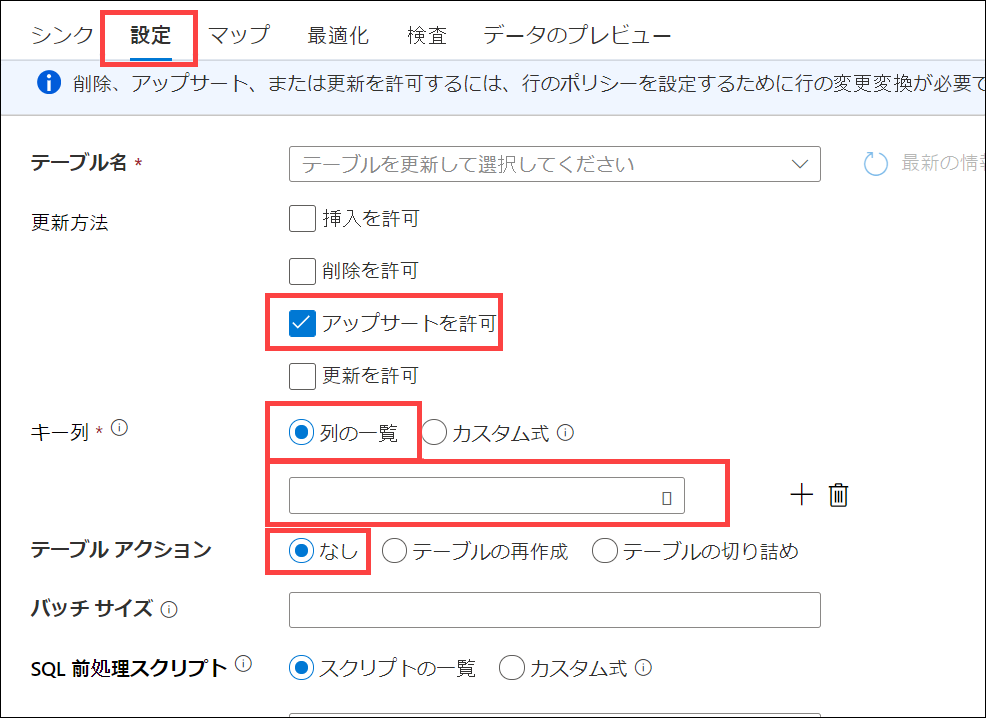 シンク 設定 マップ 最適化 検査 データのプレビュー
削除、アップサート、または更新を許可するには、行のポリシーを設定するために行の変更変換が必要で
テーブル名 * テーブルを更新して選択してください 最新の情
更新方法 挿入を許可
削除を許可
アップサートを許可
更新を許可
キー列 * 列の一覧 カスタム式
テーブル アクション なし テーブルの再作成 テーブルの切り詰め
バッチ サイズ
SQL 前処理スクリプト スクリプトの一覧 カスタム式